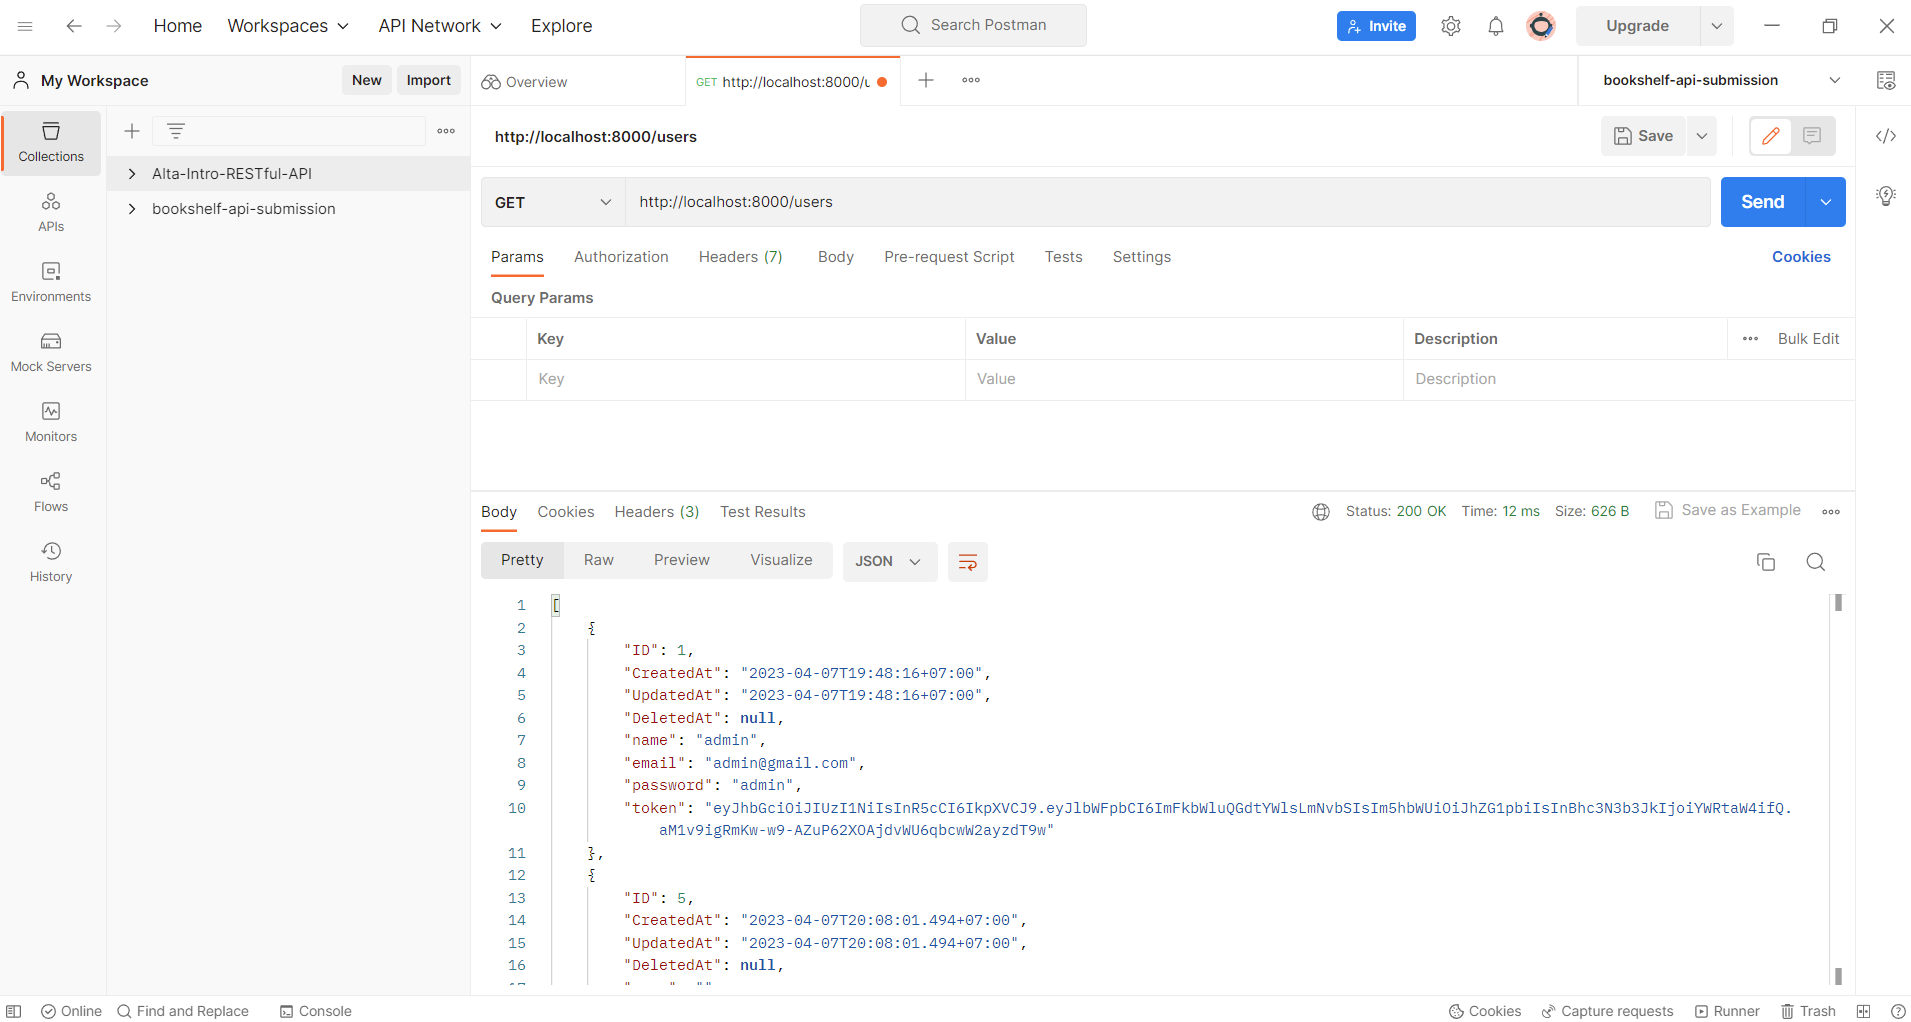 Home Workspaces API Network Explore Search Postman Invite Upgrade
My Workspace New Import Overview GET http://localhost:8000/u bookshelf-api-submission
Collections
APIs
Environments
Mock Servers
Monitors
Flows
History
Alta-Intro-RESTful-API
bookshelf-api-submission
http://localhost:8000/users Save
GET http://localhost:8000/users Send
Params Authorization Headers (7) Body Pre-request Script Tests Settings Cookies
Query Params
Key Value Description Bulk Edit
Key Value Description
Body Cookies Headers (3) Test Results Status: 200 OK Time: 12 ms Size: 626 B Save as Example
Pretty Raw Preview Visualize JSON
1 [
2 {
3 "ID": 1,
4 "CreatedAt": "2023-04-07T19:48:16+07:00",
5 "UpdatedAt": "2023-04-07T19:48:16+07:00",
6 "DeletedAt": null,
7 "name": "admin",
8 "email": "admin@gmail.com",
9 "password": "admin",
10 "token": "eyJhbGciOiJIUzI1NiIsInR5cCI6IkpXVCJ9.eyJlbWFpbCI6ImFkbWluQGdtYWlsLmNvbSIsIm5hbWUiOiJhZG1pbiIsInBhc3N3b3JkIjoiYWRtaW4ifQ.
aM1v9igRmKw-w9-AZuP62XOAjdvWU6qbcwW2ayzdT9w"
11 },
12 {
13 "ID": 5,
14 "CreatedAt": "2023-04-07T20:08:01.494+07:00",
15 "UpdatedAt": "2023-04-07T20:08:01.494+07:00",
16 "DeletedAt": null,
Online Find and Replace Console Cookies Capture requests Runner Trash